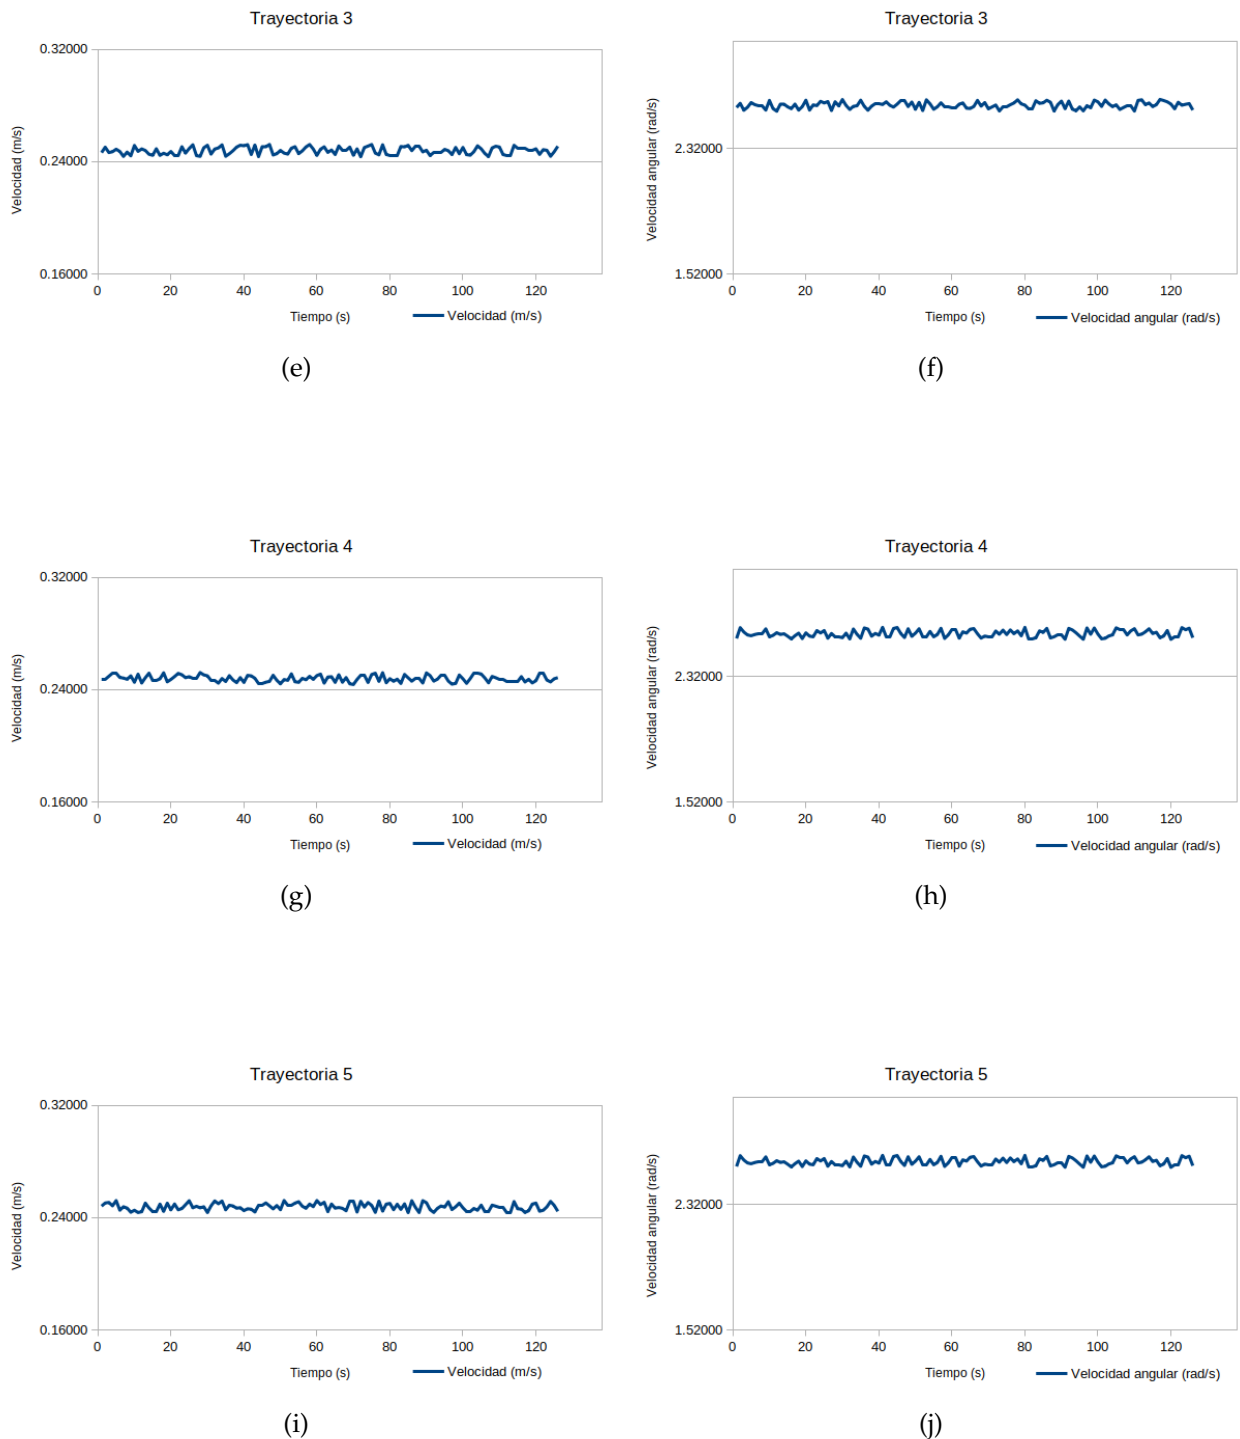 Trayectoria 3
0.32000
0.24000
0.16000
Velocidad (m/s)
0 20 40 60 80 100 120
Tiempo (s) Velocidad (m/s)
(e)
Trayectoria 3
2.32000
1.52000
Velocidad angular (rad/s)
0 20 40 60 80 100 120
Tiempo (s) Velocidad angular (rad/s)
(f)
Trayectoria 4
0.32000
0.24000
0.16000
Velocidad (m/s)
0 20 40 60 80 100 120
Tiempo (s) Velocidad (m/s)
(g)
Trayectoria 4
2.32000
1.52000
Velocidad angular (rad/s)
0 20 40 60 80 100 120
Tiempo (s) Velocidad angular (rad/s)
(h)
Trayectoria 5
0.32000
0.24000
0.16000
Velocidad (m/s)
0 20 40 60 80 100 120
Tiempo (s) Velocidad (m/s)
(i)
Trayectoria 5
2.32000
1.52000
Velocidad angular (rad/s)
0 20 40 60 80 100 120
Tiempo (s) Velocidad angular (rad/s)
(j)